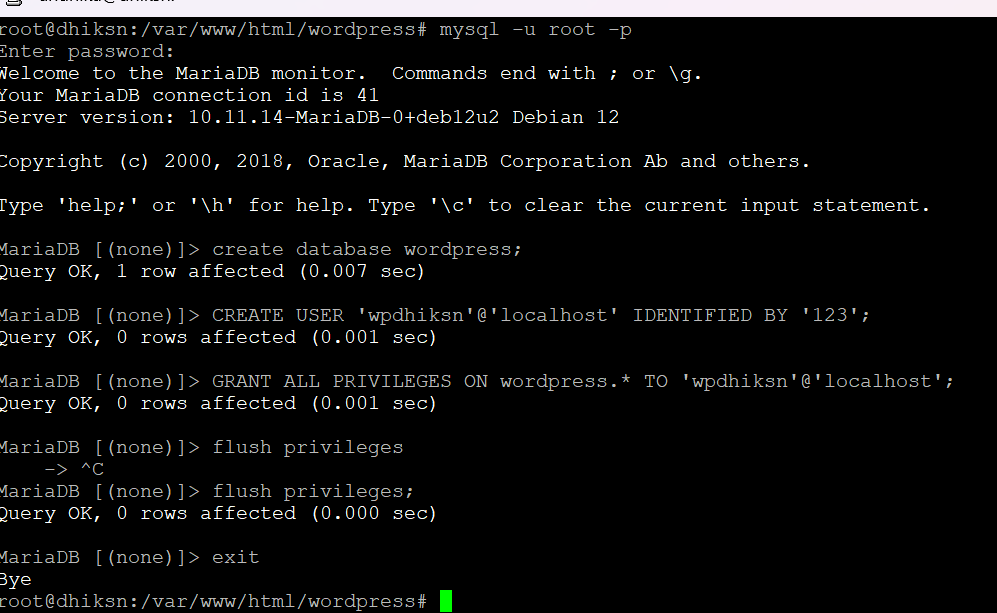 root@dhiksn:/var/www/html/wordpress# mysql -u root -p
Enter password:
Welcome to the MariaDB monitor.  Commands end with ; or \g.
Your MariaDB connection id is 41
Server version: 10.11.14-MariaDB-0+deb12u2 Debian 12

Copyright (c) 2000, 2018, Oracle, MariaDB Corporation Ab and others.

Type 'help;' or '\h' for help. Type '\c' to clear the current input statement.

MariaDB [(none)]> create database wordpress;
Query OK, 1 row affected (0.007 sec)

MariaDB [(none)]> CREATE USER 'wpdhiksn'@'localhost' IDENTIFIED BY '123';
Query OK, 0 rows affected (0.001 sec)

MariaDB [(none)]> GRANT ALL PRIVILEGES ON wordpress.* TO 'wpdhiksn'@'localhost';
Query OK, 0 rows affected (0.001 sec)

MariaDB [(none)]> flush privileges
    -> ^C
MariaDB [(none)]> flush privileges;
Query OK, 0 rows affected (0.000 sec)

MariaDB [(none)]> exit
Bye
root@dhiksn:/var/www/html/wordpress#